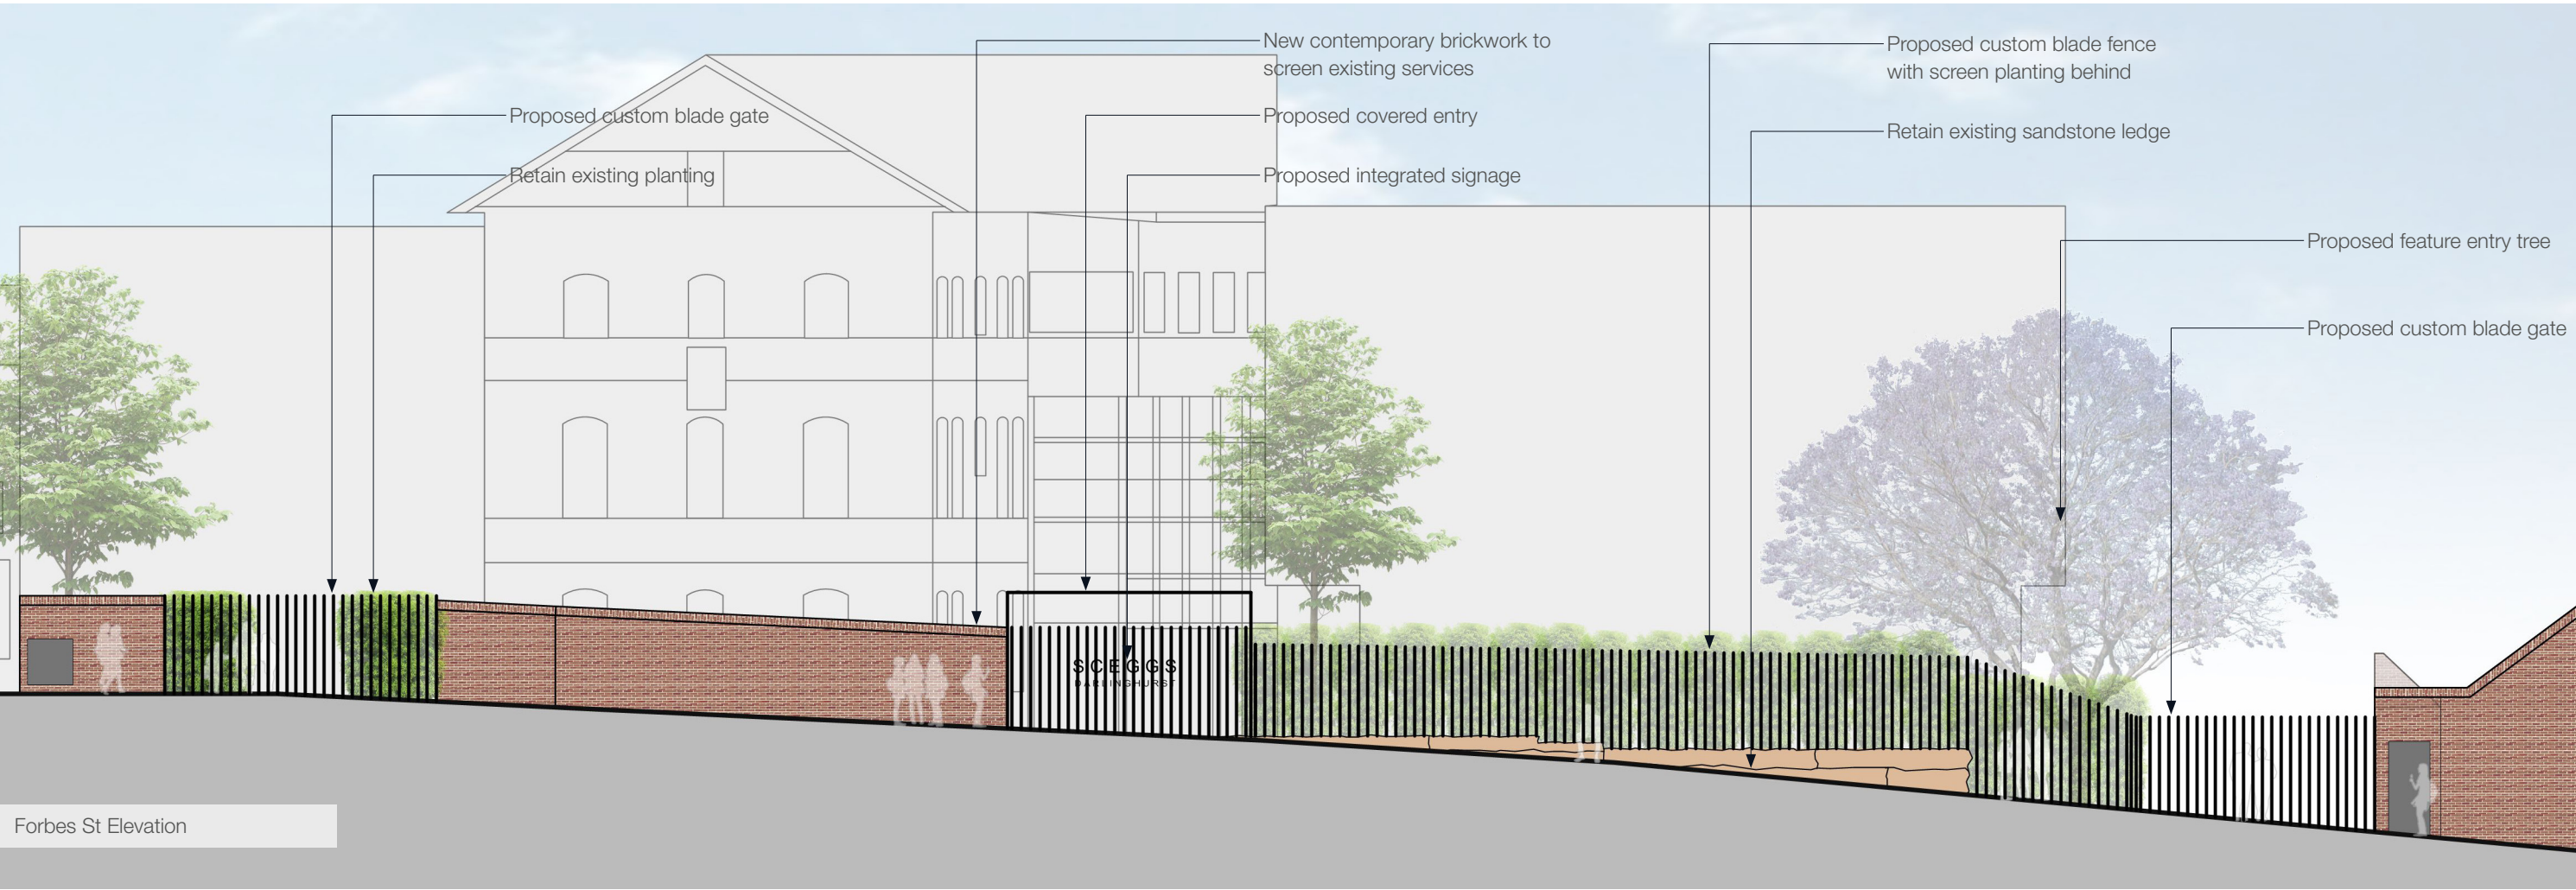 New contemporary brickwork to
screen existing services
Proposed custom blade fence
with screen planting behind
Proposed custom blade gate
Proposed covered entry
Retain existing sandstone ledge
Retain existing planting
Proposed integrated signage
Proposed feature entry tree
Proposed custom blade gate
SCEGGS
DARLINGHURST
Forbes St Elevation